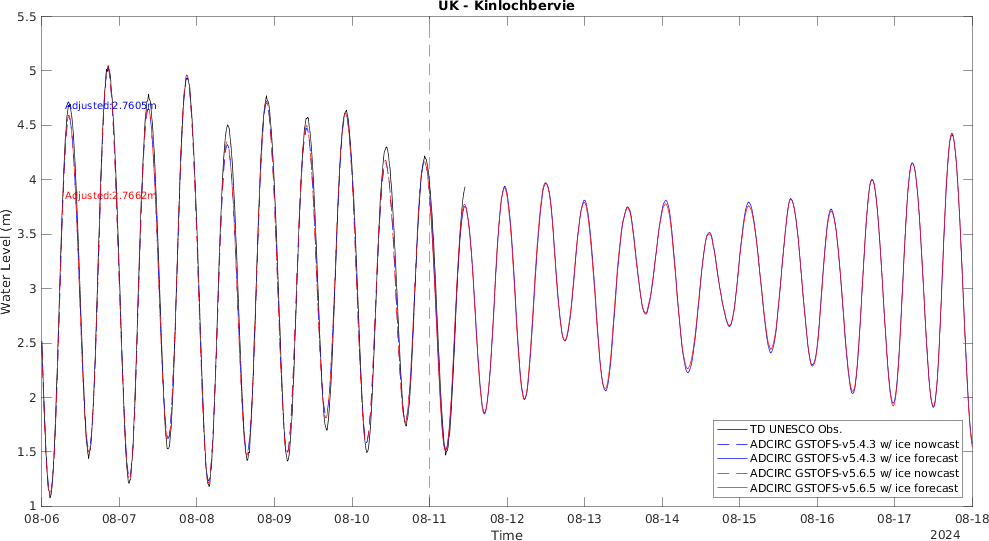 UK - Kinlochbervie
5.5
5
4.5
4
3.5
3
2.5
2
1.5
1
Water Level (m)
Adjusted:2.7605m
Adjusted:2.7662m
TD UNESCO Obs.
ADCIRC GSTOFS-v5.4.3 w/ ice nowcast
ADCIRC GSTOFS-v5.4.3 w/ ice forecast
ADCIRC GSTOFS-v5.6.5 w/ ice nowcast
ADCIRC GSTOFS-v5.6.5 w/ ice forecast
08-06 08-07 08-08 08-09 08-10 08-11 08-12 08-13 08-14 08-15 08-16 08-17 08-18
Time
2024